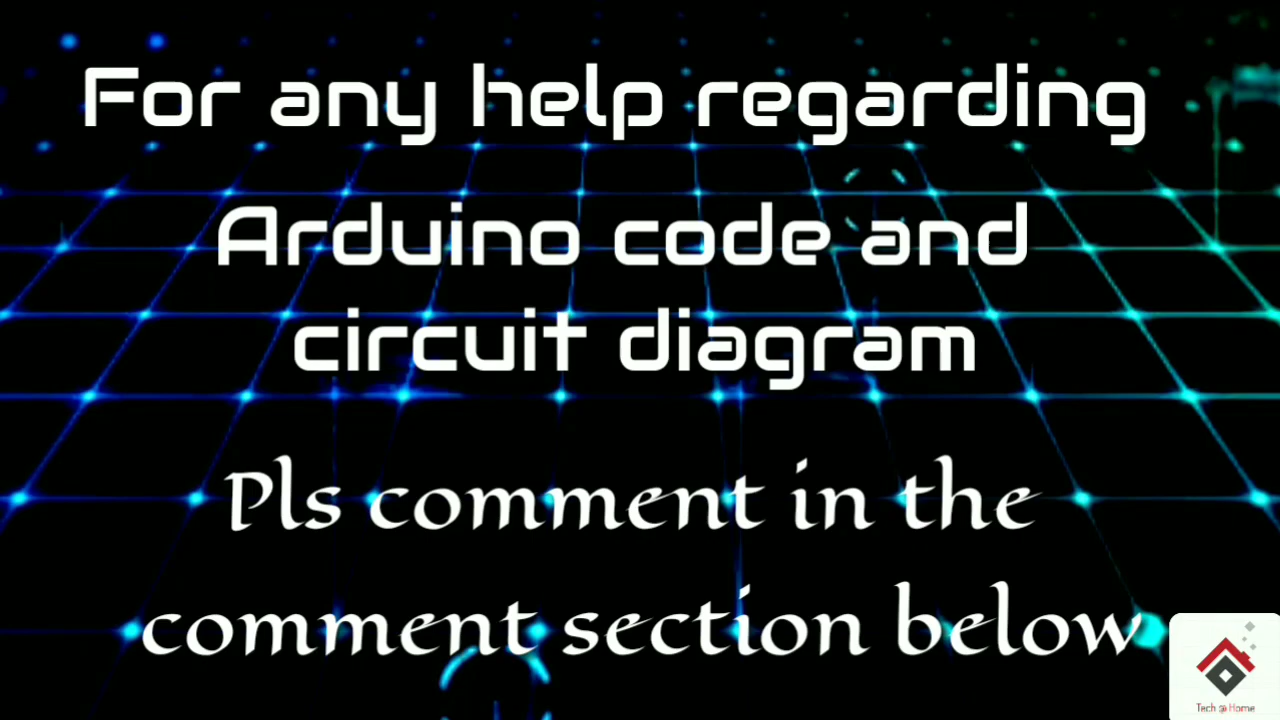 For any help regarding
Arduino code and
circuit diagram
Pls comment in the
comment section below
Tech @ Home